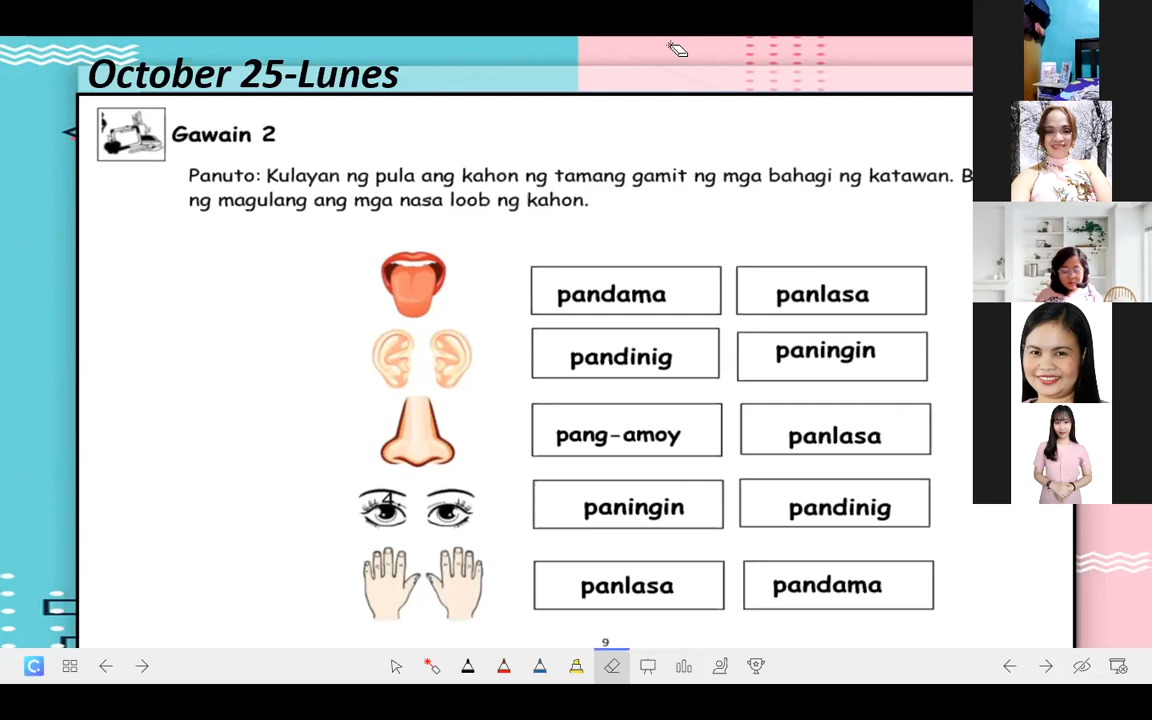 October 25-Lunes
Gawain 2
Panuto: Kulayan ng pula ang kahon ng tamang gamit ng mga bahagi ng katawan. B
ng magulang ang mga nasa loob ng kahon.
pandama panlasa
pandinig paningin
pang-amoy panlasa
4
paningin pandinig
panlasa pandama
9